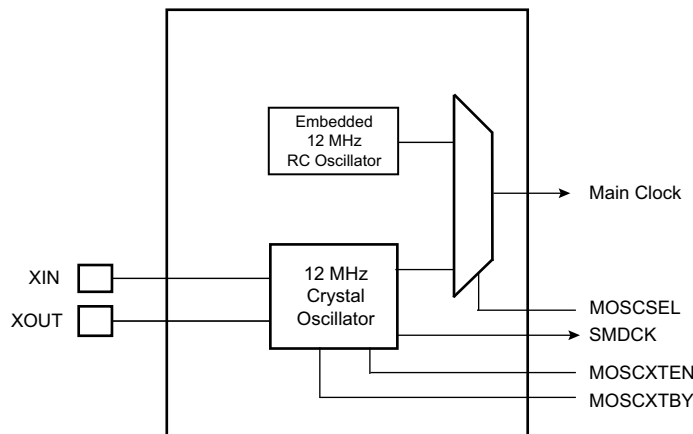 Embedded
12 MHz
RC Oscillator
Main Clock
XIN
XOUT
12 MHz
Crystal
Oscillator
MOSCSEL
SMDCK
MOSCXTEN
MOSCXTBY